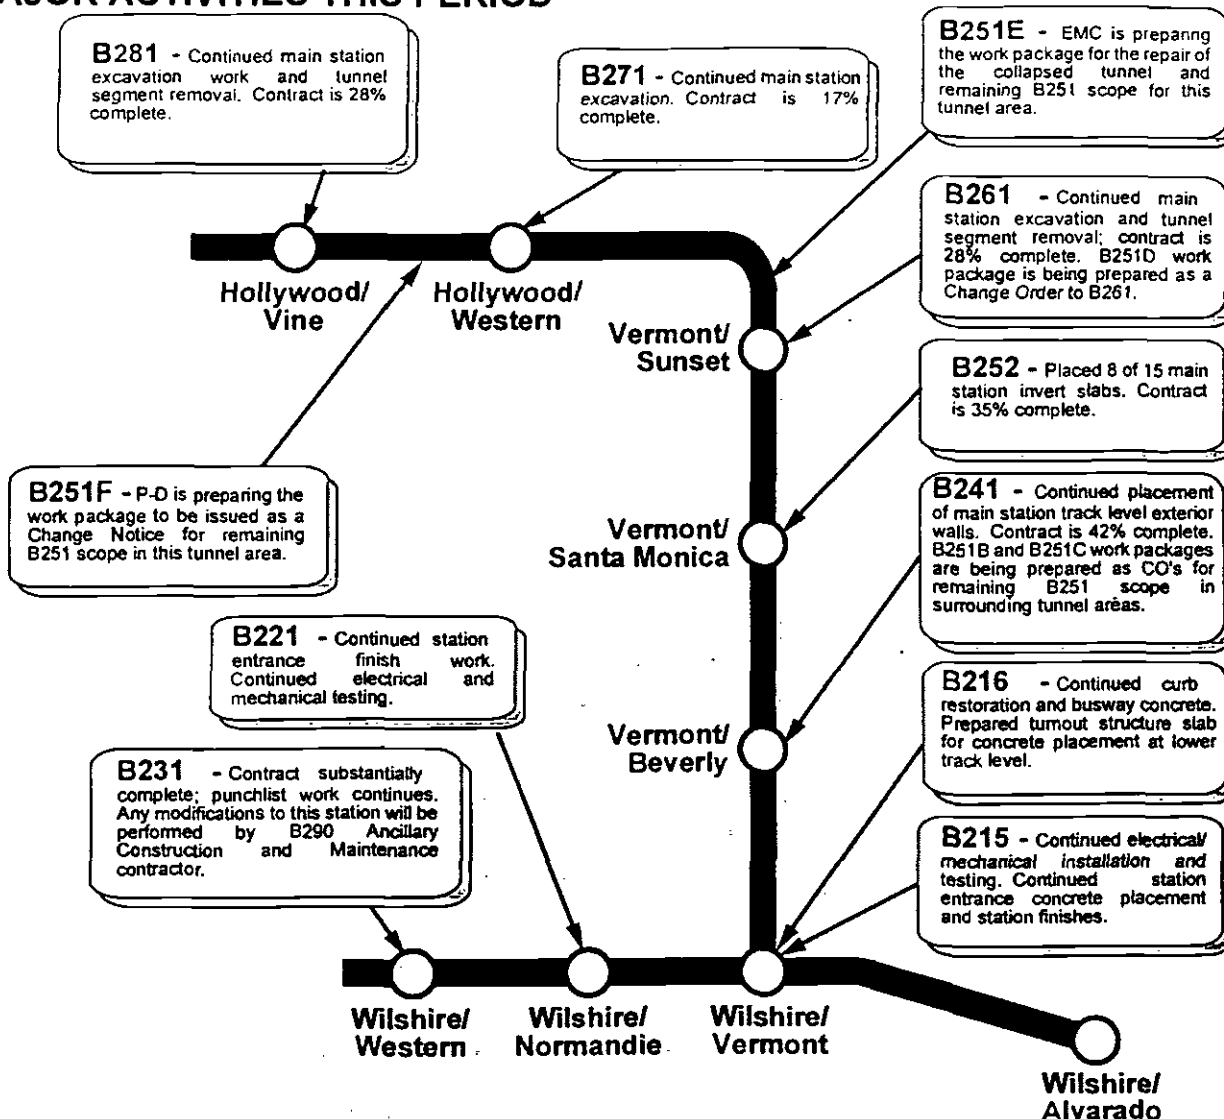 MAJOR ACTIVITIES THIS PERIOD
B281 - Continued main station
excavation work and tunnel
segment removal. Contract is 28%
complete.
B271 - Continued main station
excavation. Contract is 17%
complete.
B251E - EMC is preparing
the work package for the repair of
the collapsed tunnel and
remaining B251 scope for this
tunnel area.
B261 - Continued main
station excavation and tunnel
segment removal; contract is
28% complete. B251D work
package is being prepared as a
Change Order to B261.
Hollywood/
Vine
Hollywood/
Western
Vermont/
Sunset
B252 - Placed 8 of 15 main
station invert slabs. Contract
is 35% complete.
B251F - P-D is preparing the
work package to be issued as a
Change Notice for remaining
B251 scope in this tunnel area.
Vermont/
Santa Monica
B241 - Continued placement
of main station track level exterior
walls. Contract is 42% complete.
B251B and B251C work packages
are being prepared as CO's for
remaining B251 scope in
surrounding tunnel areas.
B221 - Continued station
entrance finish work.
Continued electrical and
mechanical testing.
B216 - Continued curb
restoration and busway concrete.
Prepared turnout structure slab
for concrete placement at lower
track level.
Vermont/
Beverly
B231 - Contract substantially
complete; punchlist work continues.
Any modifications to this station will be
performed by B290 Ancillary
Construction and Maintenance
contractor.
B215 - Continued electrical/
mechanical installation and
testing. Continued station
entrance concrete placement
and station finishes.
Wilshire/
Western
Wilshire/
Normandie
Wilshire/
Vermont
Wilshire/
Alvarado